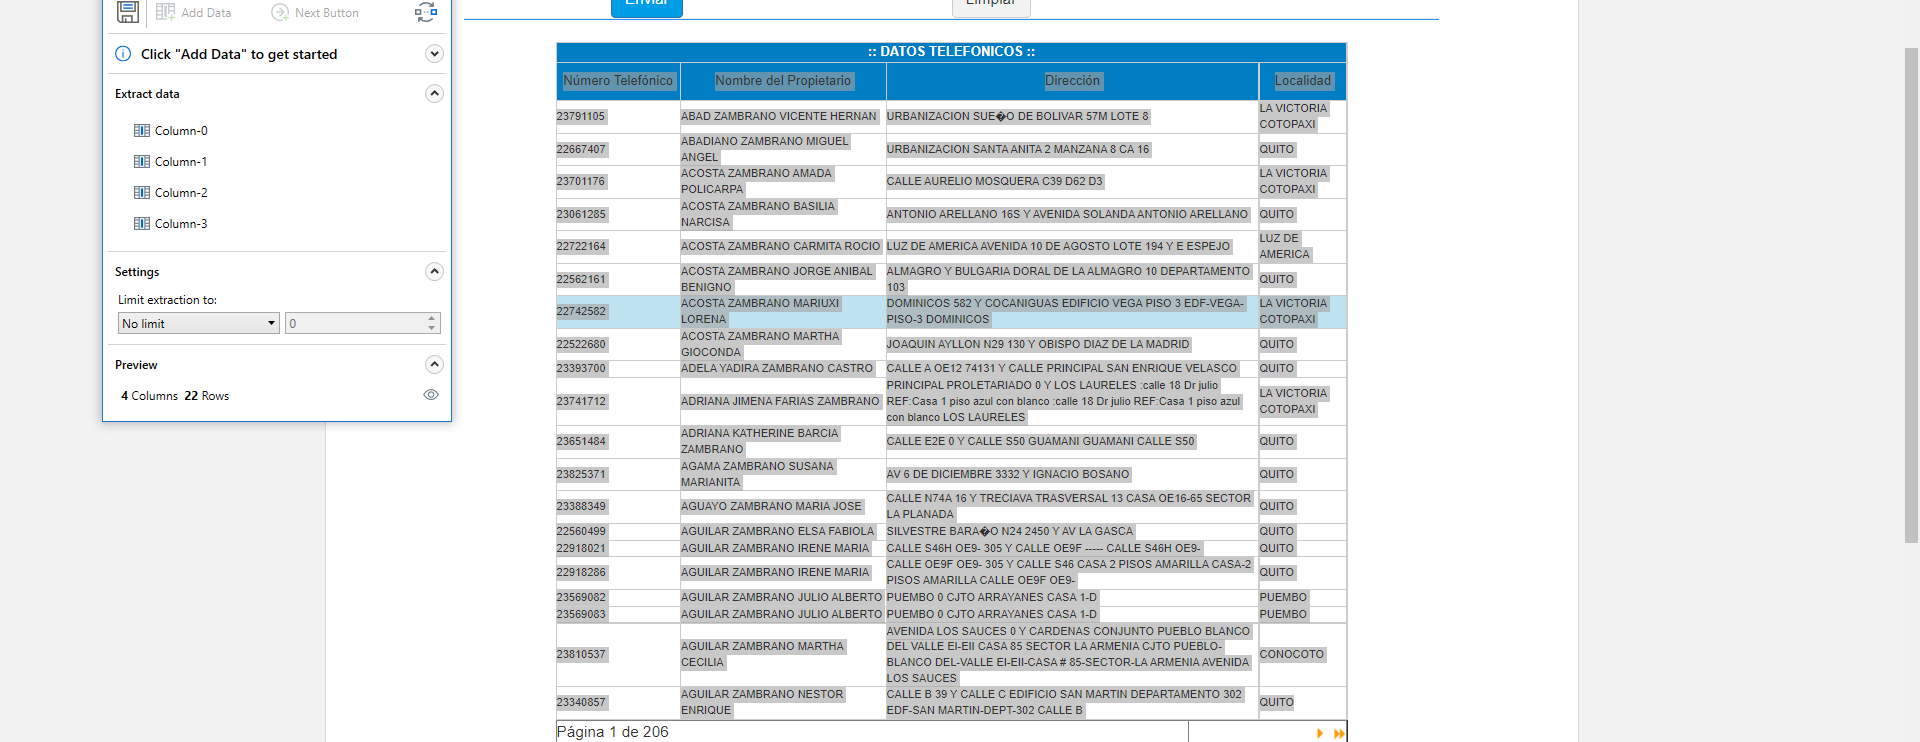 Add Data
Next Button
Click "Add Data" to get started
Extract data
Column-0
Column-1
Column-2
Column-3
Settings
Limit extraction to:
No limit
0
Preview
4 Columns 22 Rows
Enviar
Limpiar
:: DATOS TELEFONICOS ::
Número Telefónico Nombre del Propietario Dirección Localidad
23791105 ABAD ZAMBRANO VICENTE HERNAN URBANIZACION SUE�O DE BOLIVAR 57M LOTE 8 LA VICTORIA
COTOPAXI
22667407 ABADIANO ZAMBRANO MIGUEL
ANGEL
URBANIZACION SANTA ANITA 2 MANZANA 8 CA 16 QUITO
23701176 ACOSTA ZAMBRANO AMADA
POLICARPA
CALLE AURELIO MOSQUERA C39 D62 D3 LA VICTORIA
COTOPAXI
23061285 ACOSTA ZAMBRANO BASILIA
NARCISA
ANTONIO ARELLANO 16S Y AVENIDA SOLANDA ANTONIO ARELLANO QUITO
22722164 ACOSTA ZAMBRANO CARMITA ROCIO LUZ DE AMERICA AVENIDA 10 DE AGOSTO LOTE 194 Y E ESPEJO LUZ DE
AMERICA
22562161 ACOSTA ZAMBRANO JORGE ANIBAL
BENIGNO
ALMAGRO Y BULGARIA DORAL DE LA ALMAGRO 10 DEPARTAMENTO
103
QUITO
22742582 ACOSTA ZAMBRANO MARIUXI
LORENA
DOMINICOS 582 Y COCANIGUAS EDIFICIO VEGA PISO 3 EDF-VEGA-
PISO-3 DOMINICOS
LA VICTORIA
COTOPAXI
22522680 ACOSTA ZAMBRANO MARTHA
GIOCONDA
JOAQUIN AYLLON N29 130 Y OBISPO DIAZ DE LA MADRID QUITO
23393700 ADELA YADIRA ZAMBRANO CASTRO CALLE A OE12 74131 Y CALLE PRINCIPAL SAN ENRIQUE VELASCO QUITO
23741712 ADRIANA JIMENA FARIAS ZAMBRANO PRINCIPAL PROLETARIADO 0 Y LOS LAURELES :calle 18 Dr julio
REF:Casa 1 piso azul con blanco :calle 18 Dr julio REF:Casa 1 piso azul
con blanco LOS LAURELES
LA VICTORIA
COTOPAXI
23651484 ADRIANA KATHERINE BARCIA
ZAMBRANO
CALLE E2E 0 Y CALLE S50 GUAMANI GUAMANI CALLE S50 QUITO
23825371 AGAMA ZAMBRANO SUSANA
MARIANITA
AV 6 DE DICIEMBRE 3332 Y IGNACIO BOSANO QUITO
23388349 AGUAYO ZAMBRANO MARIA JOSE CALLE N74A 16 Y TRECIAVA TRASVERSAL 13 CASA OE16-65 SECTOR
LA PLANADA
QUITO
22560499 AGUILAR ZAMBRANO ELSA FABIOLA SILVESTRE BARA�O N24 2450 Y AV LA GASCA QUITO
22918021 AGUILAR ZAMBRANO IRENE MARIA CALLE S46H OE9- 305 Y CALLE OE9F ----- CALLE S46H OE9- QUITO
22918286 AGUILAR ZAMBRANO IRENE MARIA CALLE OE9F OE9- 305 Y CALLE S46 CASA 2 PISOS AMARILLA CASA-2
PISOS AMARILLA CALLE OE9F OE9-
QUITO
23569082 AGUILAR ZAMBRANO JULIO ALBERTO PUEMBO 0 CJTO ARRAYANES CASA 1-D PUEMBO
23569083 AGUILAR ZAMBRANO JULIO ALBERTO PUEMBO 0 CJTO ARRAYANES CASA 1-D PUEMBO
23810537 AGUILAR ZAMBRANO MARTHA
CECILIA
AVENIDA LOS SAUCES 0 Y CARDENAS CONJUNTO PUEBLO BLANCO
DEL VALLE EI-EII CASA 85 SECTOR LA ARMENIA CJTO PUEBLO-
BLANCO DEL-VALLE EI-EII-CASA # 85-SECTOR-LA ARMENIA AVENIDA
LOS SAUCES
CONOCOTO
23340857 AGUILAR ZAMBRANO NESTOR
ENRIQUE
CALLE B 39 Y CALLE C EDIFICIO SAN MARTIN DEPARTAMENTO 302
EDF-SAN MARTIN-DEPT-302 CALLE B
QUITO
Página 1 de 206